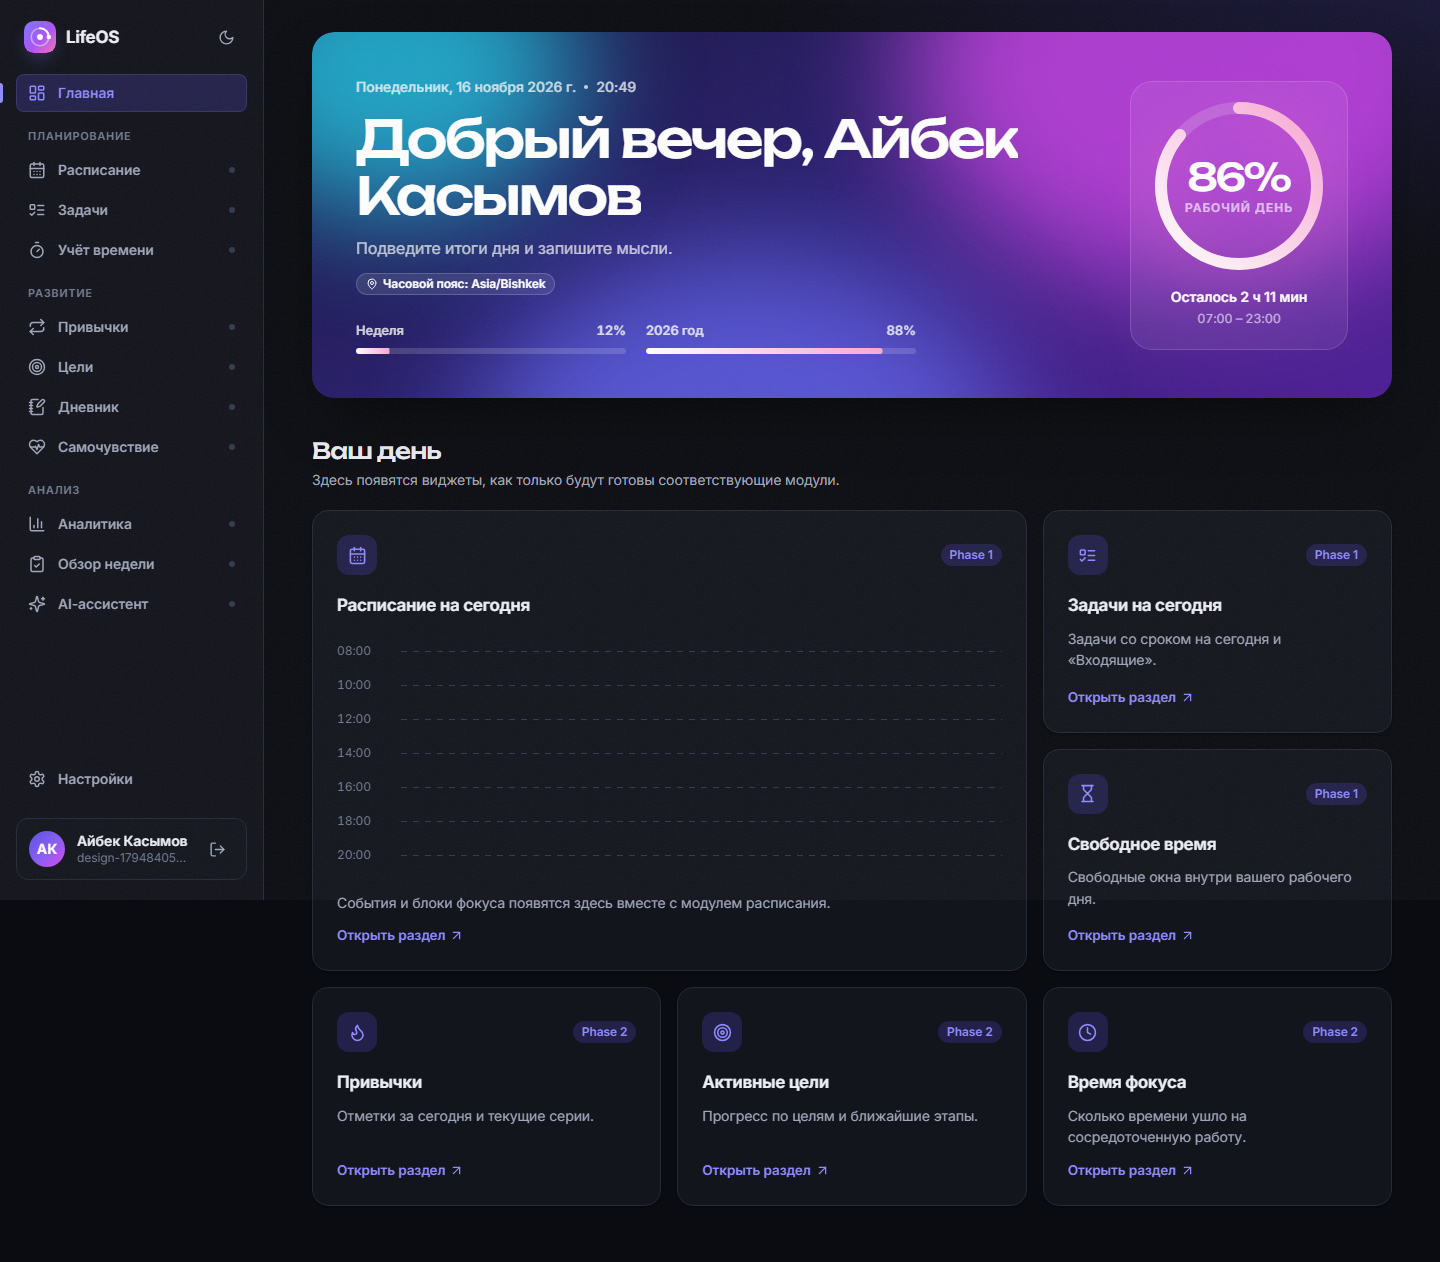 LifeOS
Главная
ПЛАНИРОВАНИЕ
Расписание
Задачи
Учёт времени
РАЗВИТИЕ
Привычки
Цели
Дневник
Самочувствие
АНАЛИЗ
Аналитика
Обзор недели
AI-ассистент
Настройки
АК
Айбек Касымов
design-17948405...
Понедельник, 16 ноября 2026 г. • 20:49
Добрый вечер, Айбек
Касымов
Подведите итоги дня и запишите мысли.
Часовой пояс: Asia/Bishkek
Неделя 12%
2026 год 88%
86%
РАБОЧИЙ ДЕНЬ
Осталось 2 ч 11 мин
07:00 – 23:00
Ваш день
Здесь появятся виджеты, как только будут готовы соответствующие модули.
Phase 1
Расписание на сегодня
08:00
10:00
12:00
14:00
16:00
18:00
20:00
События и блоки фокуса появятся здесь вместе с модулем расписания.
Открыть раздел
Phase 1
Задачи на сегодня
Задачи со сроком на сегодня и
«Входящие».
Открыть раздел
Phase 1
Свободное время
Свободные окна внутри вашего рабочего
дня.
Открыть раздел
Phase 2
Привычки
Отметки за сегодня и текущие серии.
Открыть раздел
Phase 2
Активные цели
Прогресс по целям и ближайшие этапы.
Открыть раздел
Phase 2
Время фокуса
Сколько времени ушло на
сосредоточенную работу.
Открыть раздел